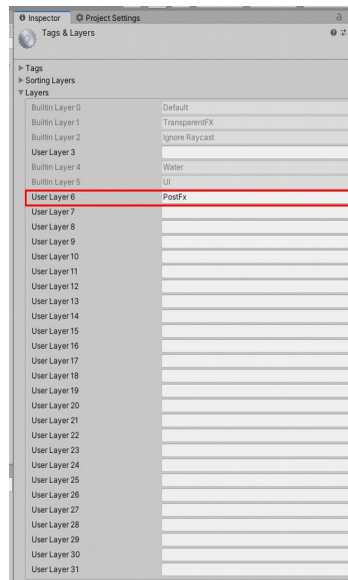 Inspector Project Settings
Tags & Layers
Tags
Sorting Layers
Layers
Builtin Layer 0 Default
Builtin Layer 1 TransparentFX
Builtin Layer 2 Ignore Raycast
User Layer 3
Builtin Layer 4 Water
Builtin Layer 5 UI
User Layer 6 PostFx
User Layer 7
User Layer 8
User Layer 9
User Layer 10
User Layer 11
User Layer 12
User Layer 13
User Layer 14
User Layer 15
User Layer 16
User Layer 17
User Layer 18
User Layer 19
User Layer 20
User Layer 21
User Layer 22
User Layer 23
User Layer 24
User Layer 25
User Layer 26
User Layer 27
User Layer 28
User Layer 29
User Layer 30
User Layer 31